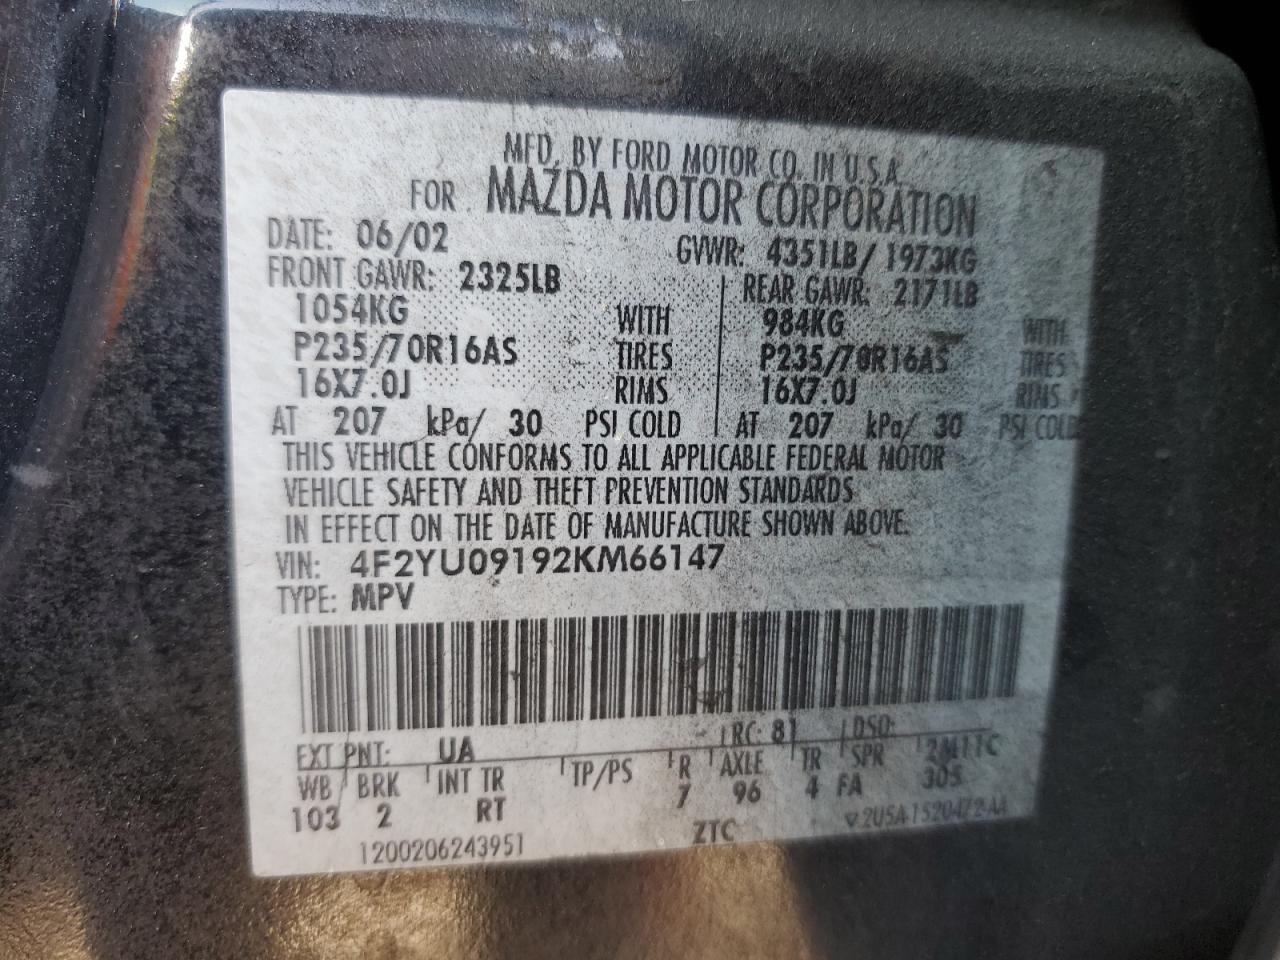 MFD. BY FORD MOTOR CO. IN U.S.A.
FOR MAZDA MOTOR CORPORATION
DATE: 06/02 GVWR: 4351LB/ 1973KG
FRONT GAWR: 2325LB REAR GAWR: 2171LB
1054KG WITH 984KG WITH
P235/70R16AS TIRES P235/70R16AS TIRES
16X7.0J RIMS 16X7.0J RIMS
AT 207 kPa/ 30 PSI COLD AT 207 kPa/ 30 PSI COLD
THIS VEHICLE CONFORMS TO ALL APPLICABLE FEDERAL MOTOR
VEHICLE SAFETY AND THEFT PREVENTION STANDARDS
IN EFFECT ON THE DATE OF MANUFACTURE SHOWN ABOVE.
VIN: 4F2YU09192KM66147
TYPE: MPV
EXT PNT: UA RC: 81 DSO:
WB BRK INT TR TP/PS R AXLE TR SPR
103 2 RT 7 96 4 FA 305
1200206243951 ZTC